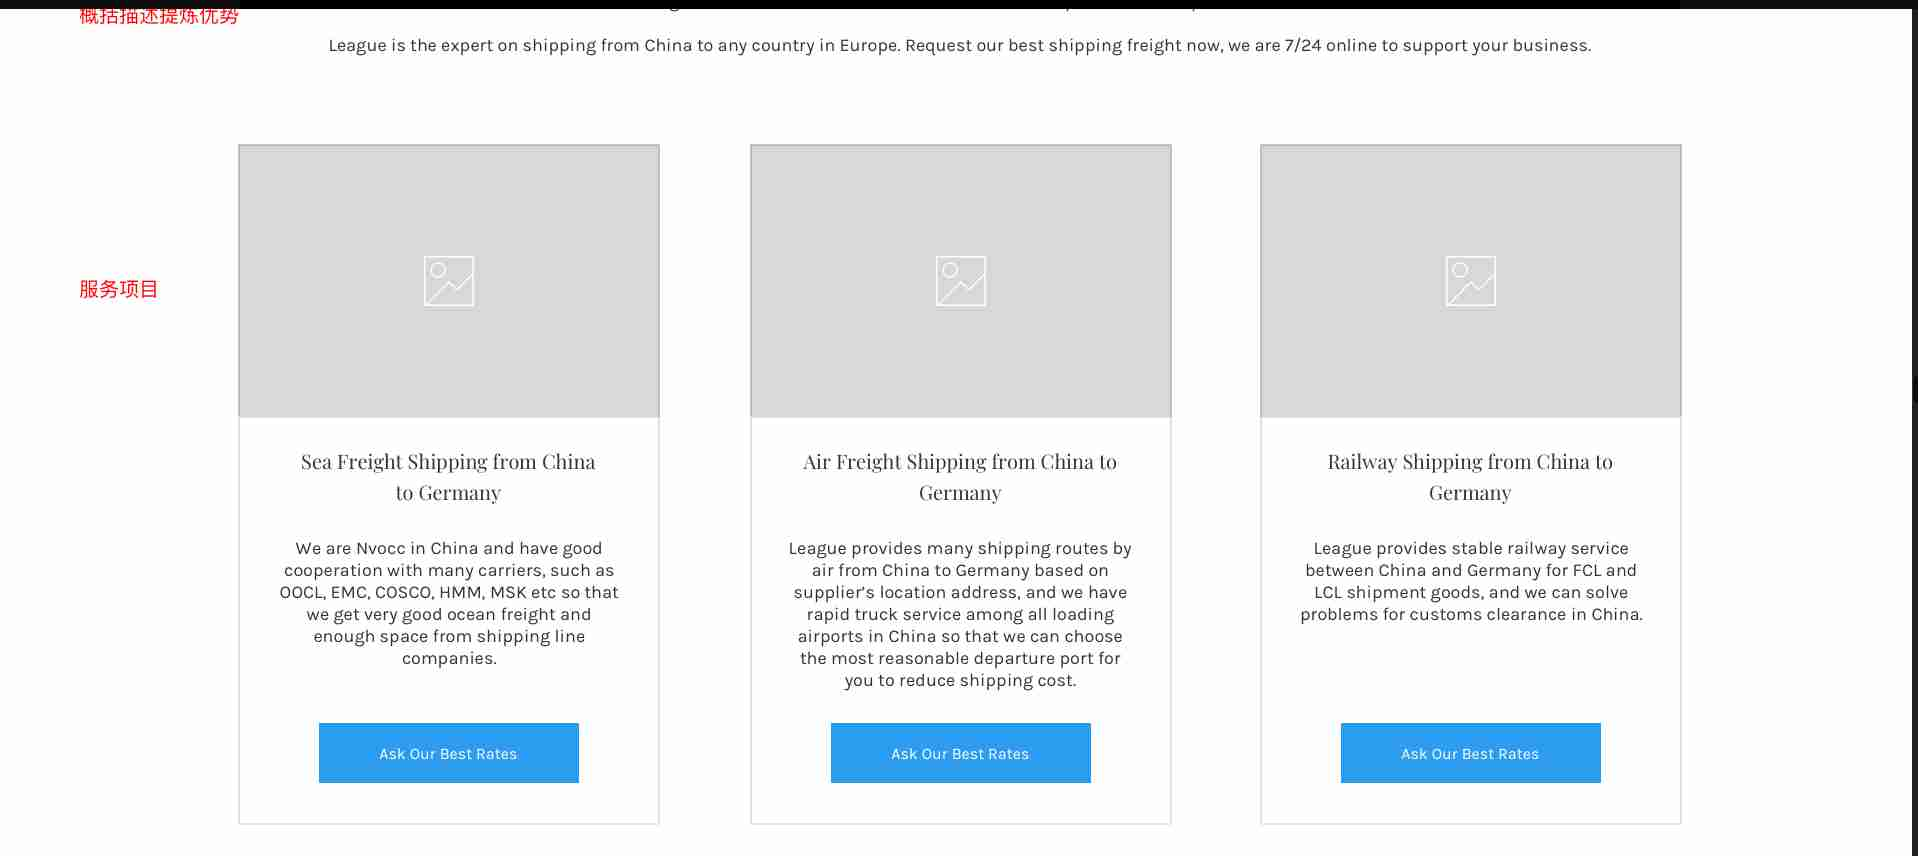 概括描述提炼优势
League is the expert on shipping from China to any country in Europe. Request our best shipping freight now, we are 7/24 online to support your business.
服务项目
Sea Freight Shipping from China
to Germany
We are Nvocc in China and have good
cooperation with many carriers, such as
OOCL, EMC, COSCO, HMM, MSK etc so that
we get very good ocean freight and
enough space from shipping line
companies.
Ask Our Best Rates
Air Freight Shipping from China to
Germany
League provides many shipping routes by
air from China to Germany based on
supplier's location address, and we have
rapid truck service among all loading
airports in China so that we can choose
the most reasonable departure port for
you to reduce shipping cost.
Ask Our Best Rates
Railway Shipping from China to
Germany
League provides stable railway service
between China and Germany for FCL and
LCL shipment goods, and we can solve
problems for customs clearance in China.
Ask Our Best Rates